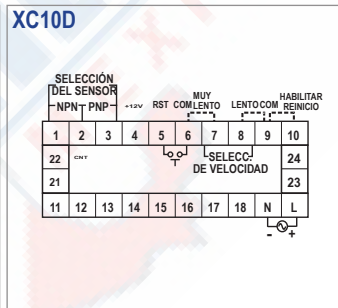 XC10D
SELECCIÓN
DEL SENSOR
NPN PNP +12V RST COM MUY
LENTO LENTO COM HABILITAR
REINICIO
1 2 3 4 5 6 7 8 9 10
22 CNT SELECC.
DE VELOCIDAD 24
21 23
11 12 13 14 15 16 17 18 N L
- +